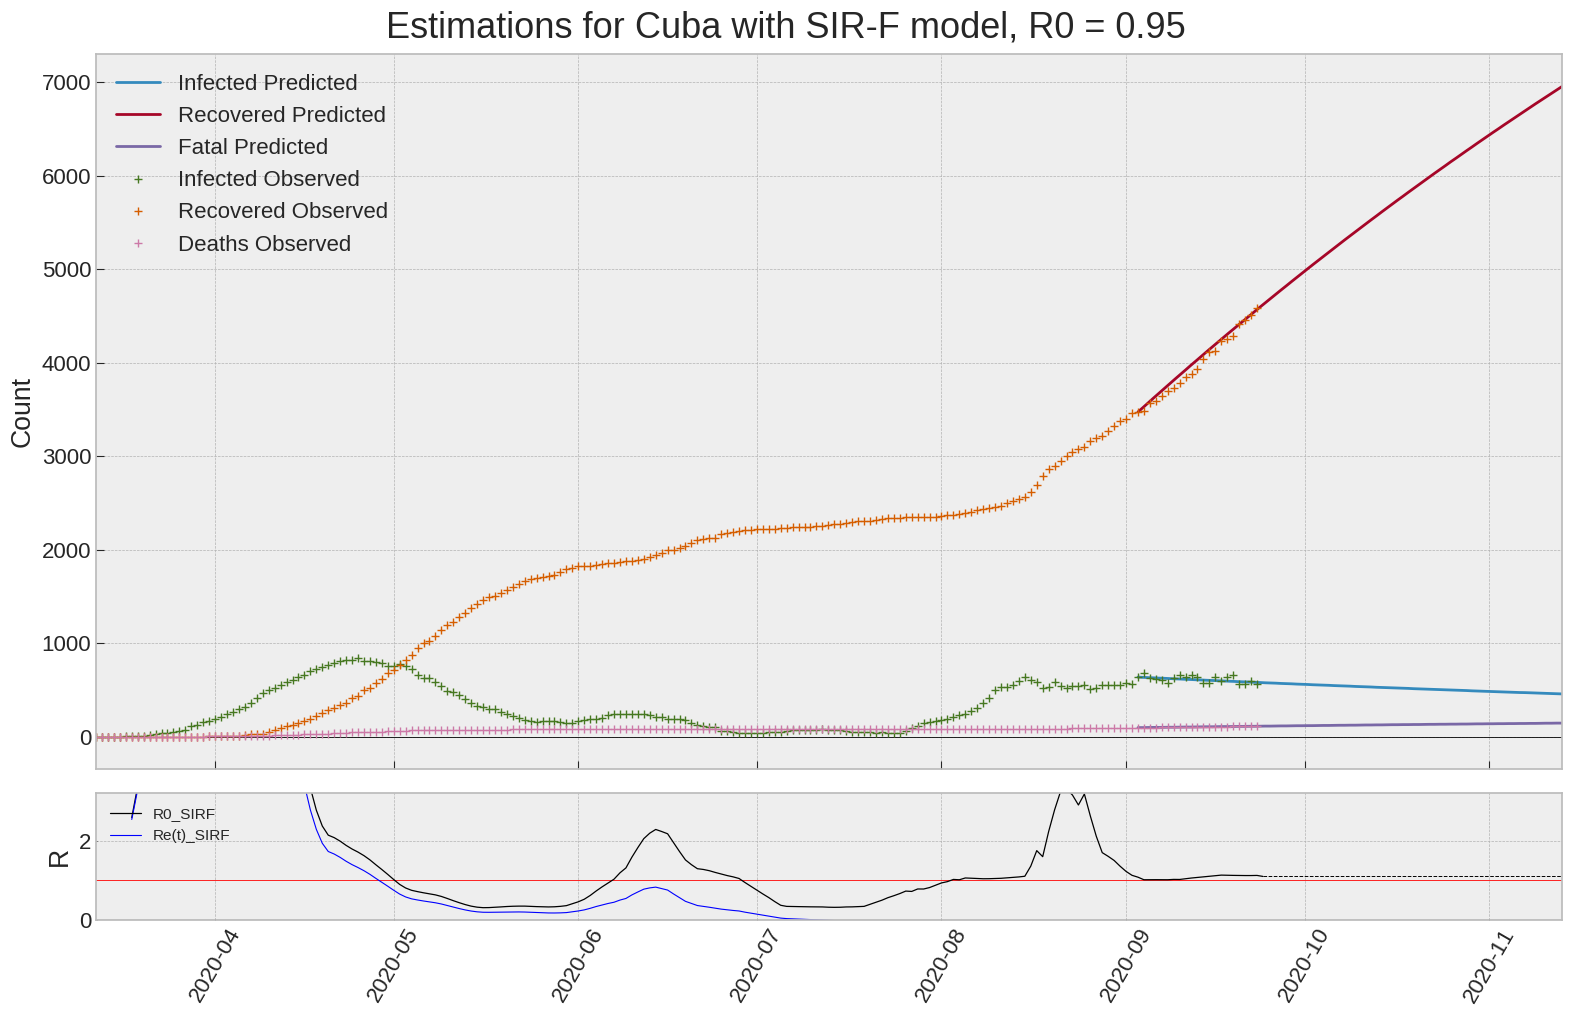 Estimations for Cuba with SIR-F model, R0 = 0.95
Infected Predicted
Recovered Predicted
Fatal Predicted
Infected Observed
Recovered Observed
Deaths Observed
7000
6000
5000
4000
3000
2000
1000
0
Count
R0_SIRF
Re(t)_SIRF
2
0
R
2020-04
2020-05
2020-06
2020-07
2020-08
2020-09
2020-10
2020-11